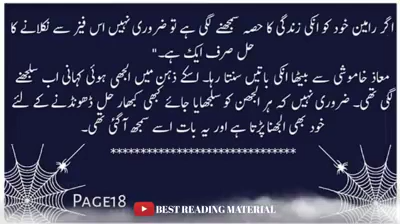 اگر رامین خود کو انکی زندگی کا حصہ سمجھنے لگی ہے تو ضروری نہیں اس فیز سے نکلانے کا
حل صرف ایک ہے۔"
معاذ خاموشی سے بیٹھا انکی باتیں سنتا رہا۔ اسکے ذہن میں الجھی ہوئی کہانی اب سلجھنے
لگی تھی۔ ضروری نہیں کہ ہر الجھن کو سلجھایا جائے کبھی کبھار حل ڈھونڈنے کے لئے
خود بھی الجھنا پڑتا ہے اور یہ بات اسے سمجھ آ گئی تھی۔
******************************
PAGE18
BEST READING MATERIAL